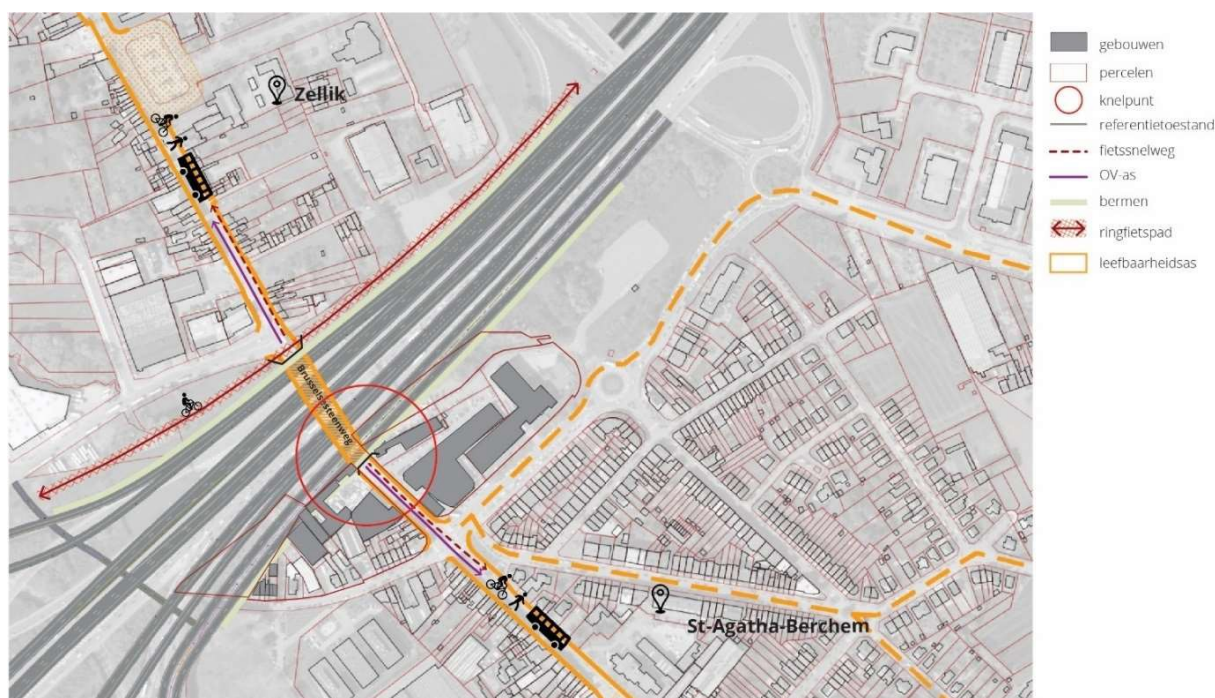 Zellik
Brusselsesteenweg
St-Agatha-Berchem
gebouwen
percelen
knelpunt
referentietoestand
fietssnelweg
OV-as
bermen
ringfietspad
leefbaarheidsas